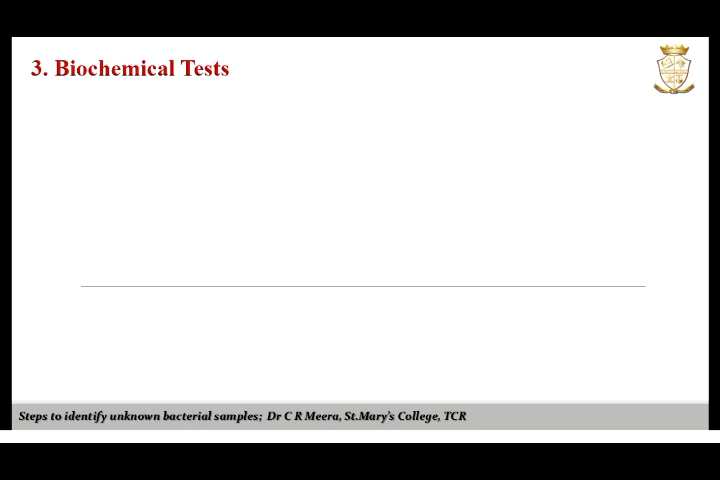 3. Biochemical Tests
Steps to identify unknown bacterial samples; Dr C R Meera, St.Mary's College, TCR